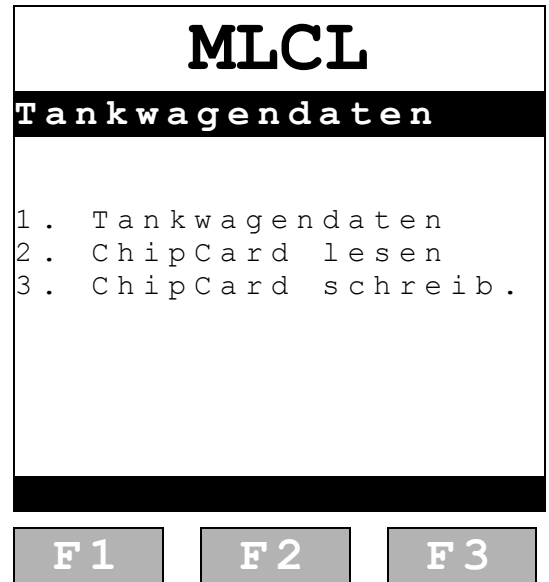 MLCL
Tankwagendaten
1. Tankwagendaten
2. ChipCard lesen
3. ChipCard schreib.
F1 F2 F3